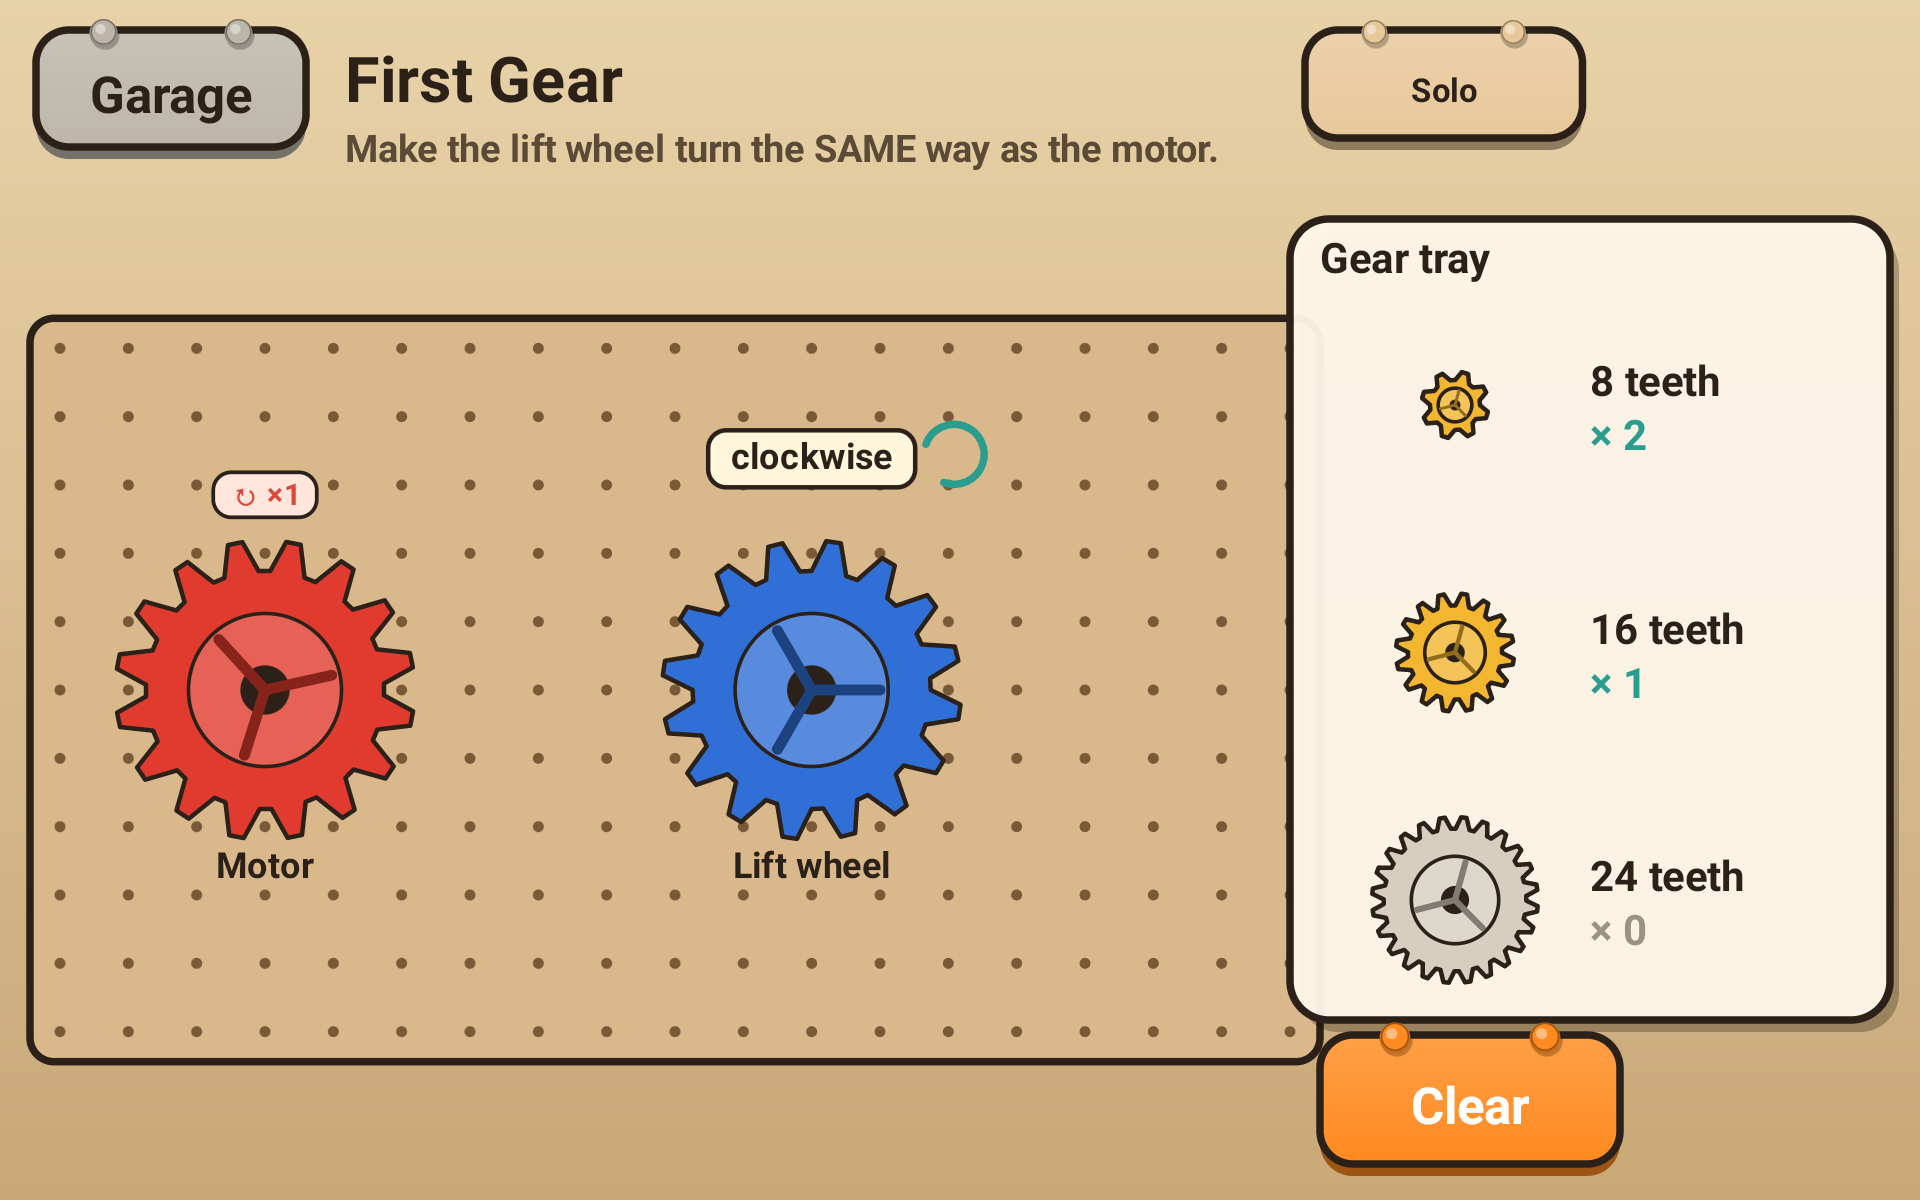 Garage
First Gear
Make the lift wheel turn the SAME way as the motor.
Solo
Gear tray
8 teeth
× 2
16 teeth
× 1
24 teeth
× 0
clockwise
↻ ×1
Motor
Lift wheel
Clear